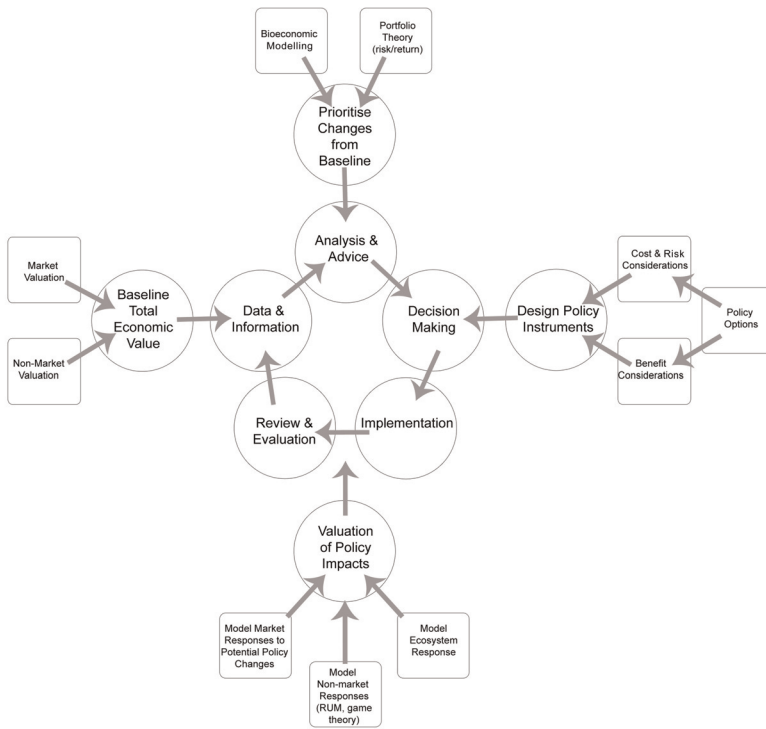 Bioeconomic
Modelling
Portfolio
Theory
(risk/return)
Prioritise
Changes
from
Baseline
Analysis &
Advice
Market
Valuation
Non-Market
Valuation
Baseline
Total
Economic
Value
Data &
Information
Decision
Making
Design Policy
Instruments
Cost & Risk
Considerations
Benefit
Considerations
Policy
Options
Review &
Evaluation
Implementation
Valuation
of Policy
Impacts
Model Market
Responses to
Potential Policy
Changes
Model
Non-market
Responses
(RUM, game
theory)
Model
Ecosystem
Response